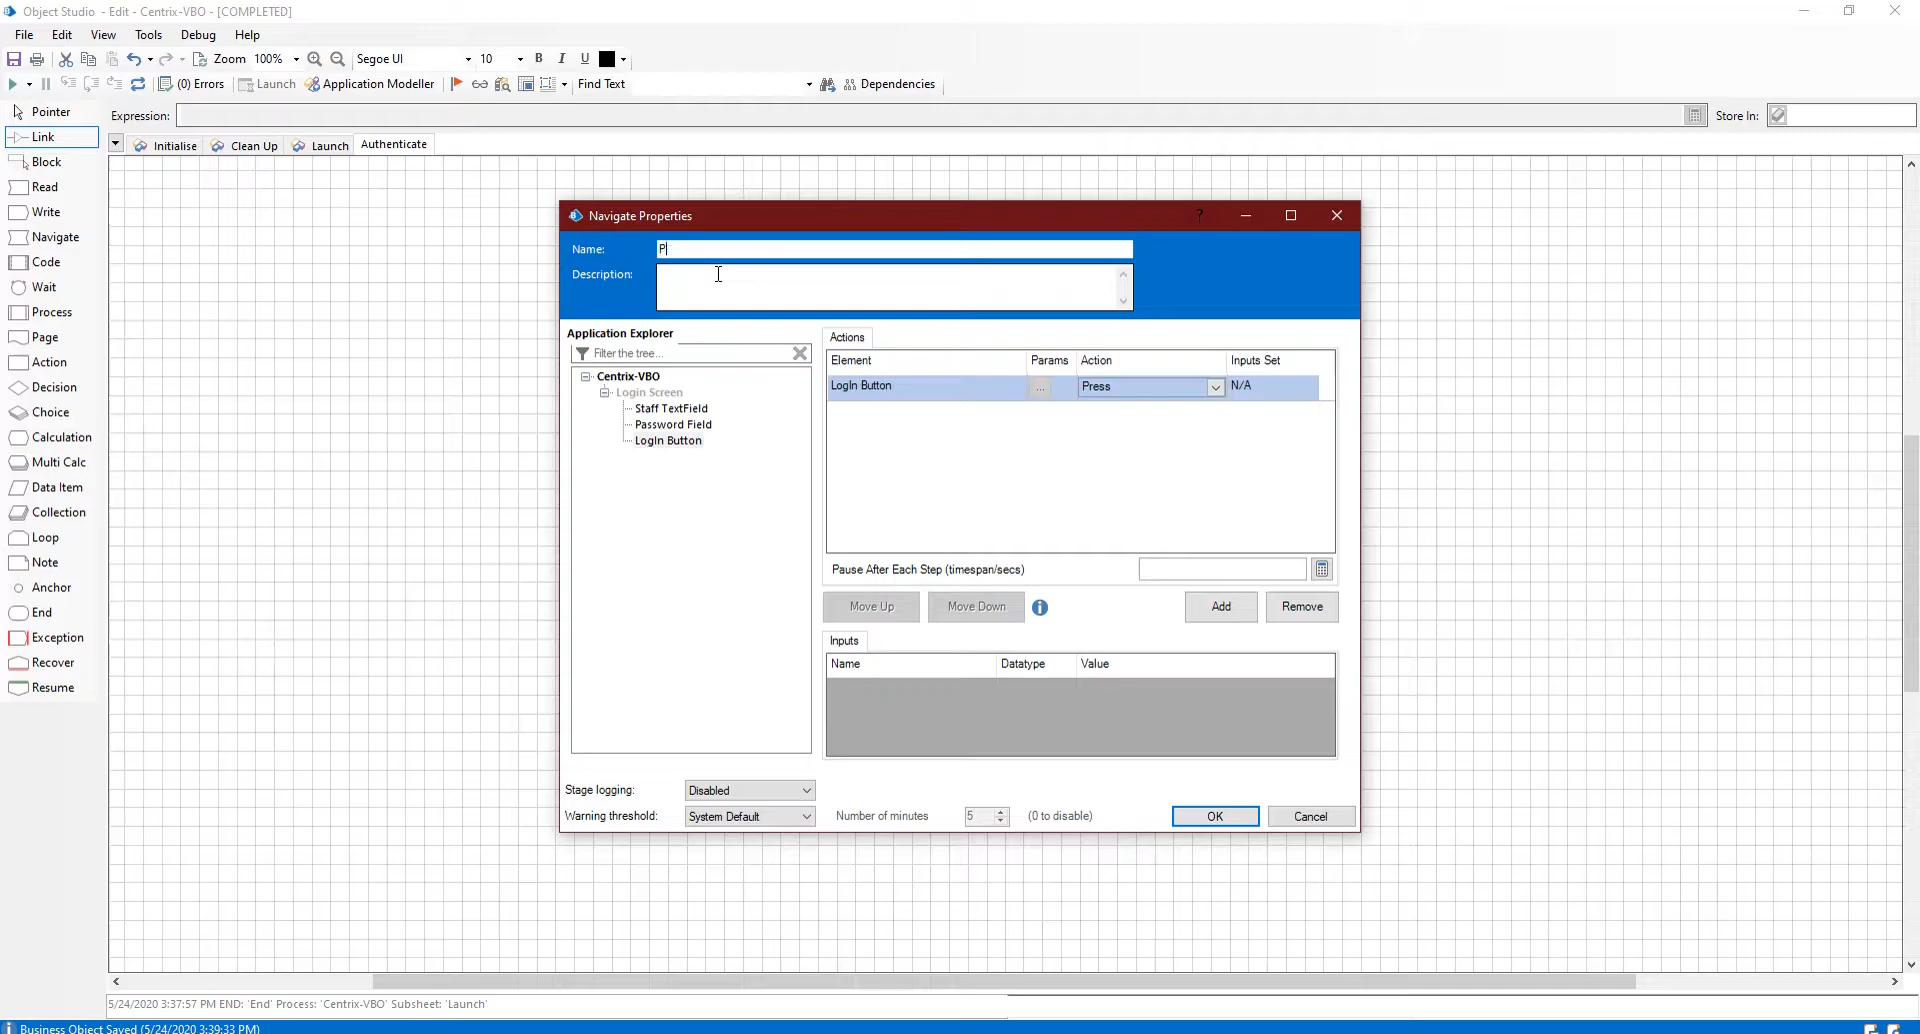 Object Studio - Edit - Centrix-VBO - [COMPLETED]
File Edit View Tools Debug Help
Zoom 100% Segoe UI 10 B I U
(0) Errors Launch Application Modeller Find Text Dependencies
Pointer
Expression: Store In:
Link
Initialise Clean Up Launch Authenticate
Block
Read
Write
Navigate
Code
Wait
Process
Page
Action
Decision
Choice
Calculation
Multi Calc
Data Item
Collection
Loop
Note
Anchor
End
Exception
Recover
Resume
Navigate Properties ?
Name: P
Description:
Application Explorer
Filter the tree...
Centrix-VBO
Login Screen
Staff TextField
Password Field
LogIn Button
Actions
Element Params Action Inputs Set
LogIn Button ... Press N/A
Pause After Each Step (timespan/secs)
Move Up Move Down i Add Remove
Inputs
Name Datatype Value
Stage logging: Disabled
Warning threshold: System Default Number of minutes 5 (0 to disable) OK Cancel
5/24/2020 3:37:57 PM END: 'End' Process: 'Centrix-VBO' Subsheet: 'Launch'
Business Object Saved (5/24/2020 3:39:33 PM)